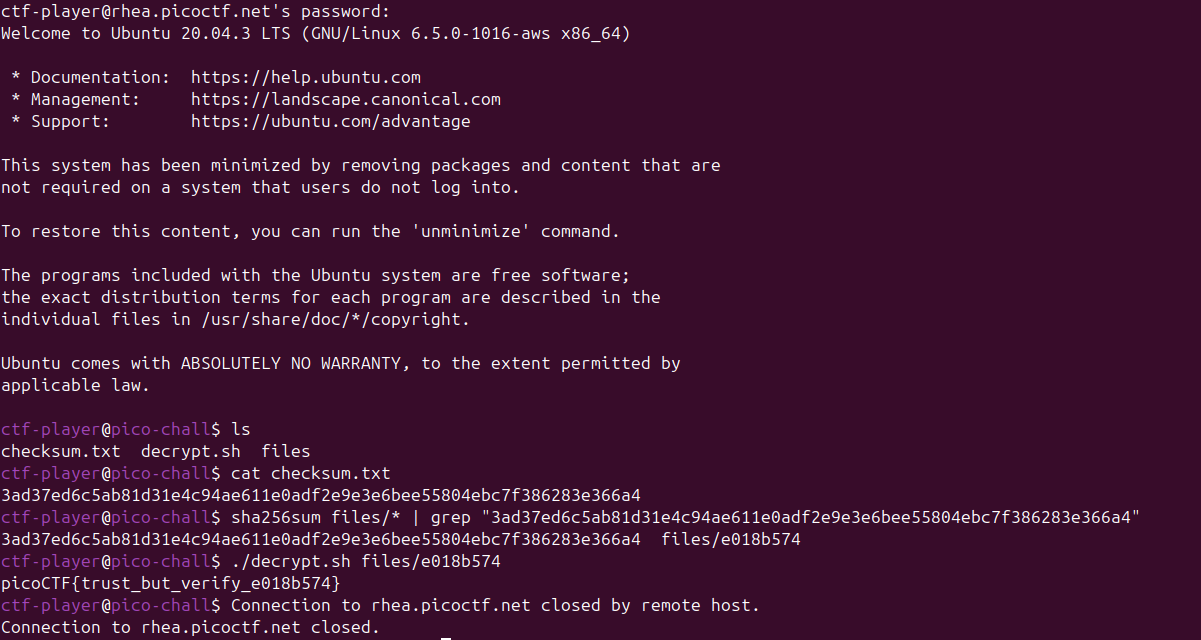 ctf-player@rhea.picoctf.net's password:
Welcome to Ubuntu 20.04.3 LTS (GNU/Linux 6.5.0-1016-aws x86_64)
* Documentation:  https://help.ubuntu.com
* Management:     https://landscape.canonical.com
* Support:        https://ubuntu.com/advantage
This system has been minimized by removing packages and content that are
not required on a system that users do not log into.
To restore this content, you can run the 'unminimize' command.
The programs included with the Ubuntu system are free software;
the exact distribution terms for each program are described in the
individual files in /usr/share/doc/*/copyright.
Ubuntu comes with ABSOLUTELY NO WARRANTY, to the extent permitted by
applicable law.
ctf-player@pico-chall$ ls
checksum.txt  decrypt.sh  files
ctf-player@pico-chall$ cat checksum.txt
3ad37ed6c5ab81d31e4c94ae611e0adf2e9e3e6bee55804ebc7f386283e366a4
ctf-player@pico-chall$ sha256sum files/* | grep "3ad37ed6c5ab81d31e4c94ae611e0adf2e9e3e6bee55804ebc7f386283e366a4"
3ad37ed6c5ab81d31e4c94ae611e0adf2e9e3e6bee55804ebc7f386283e366a4  files/e018b574
ctf-player@pico-chall$ ./decrypt.sh files/e018b574
picoCTF{trust_but_verify_e018b574}
ctf-player@pico-chall$ Connection to rhea.picoctf.net closed by remote host.
Connection to rhea.picoctf.net closed.